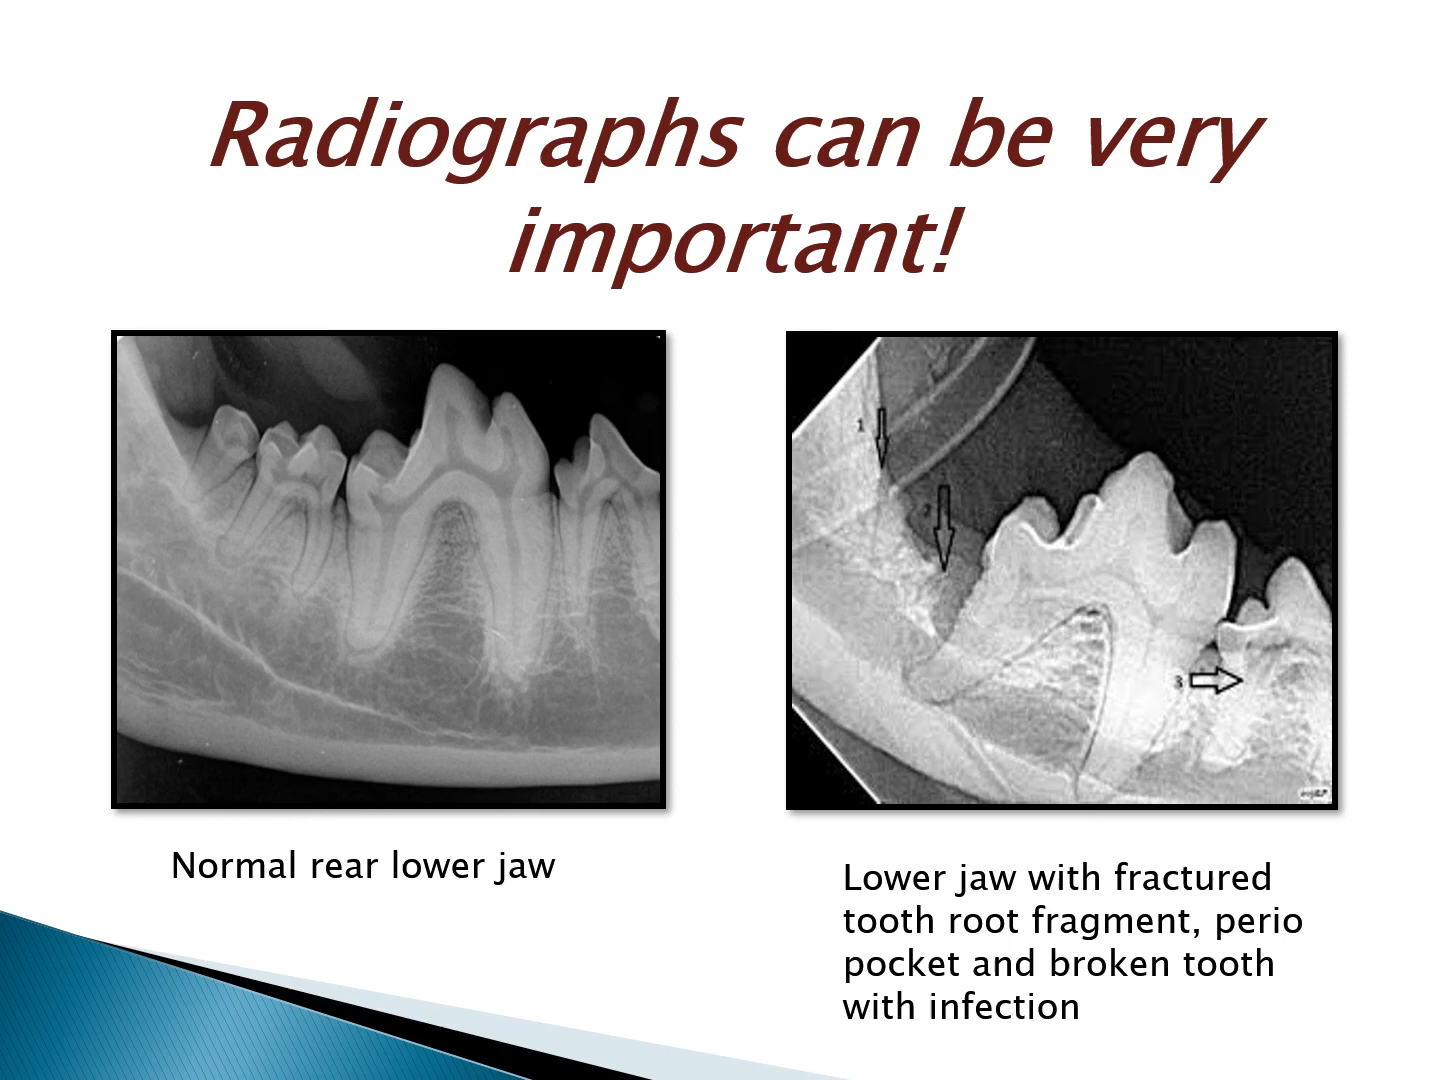 Radiographs can be very
important!
1
2
3
Normal rear lower jaw
Lower jaw with fractured
tooth root fragment, perio
pocket and broken tooth
with infection